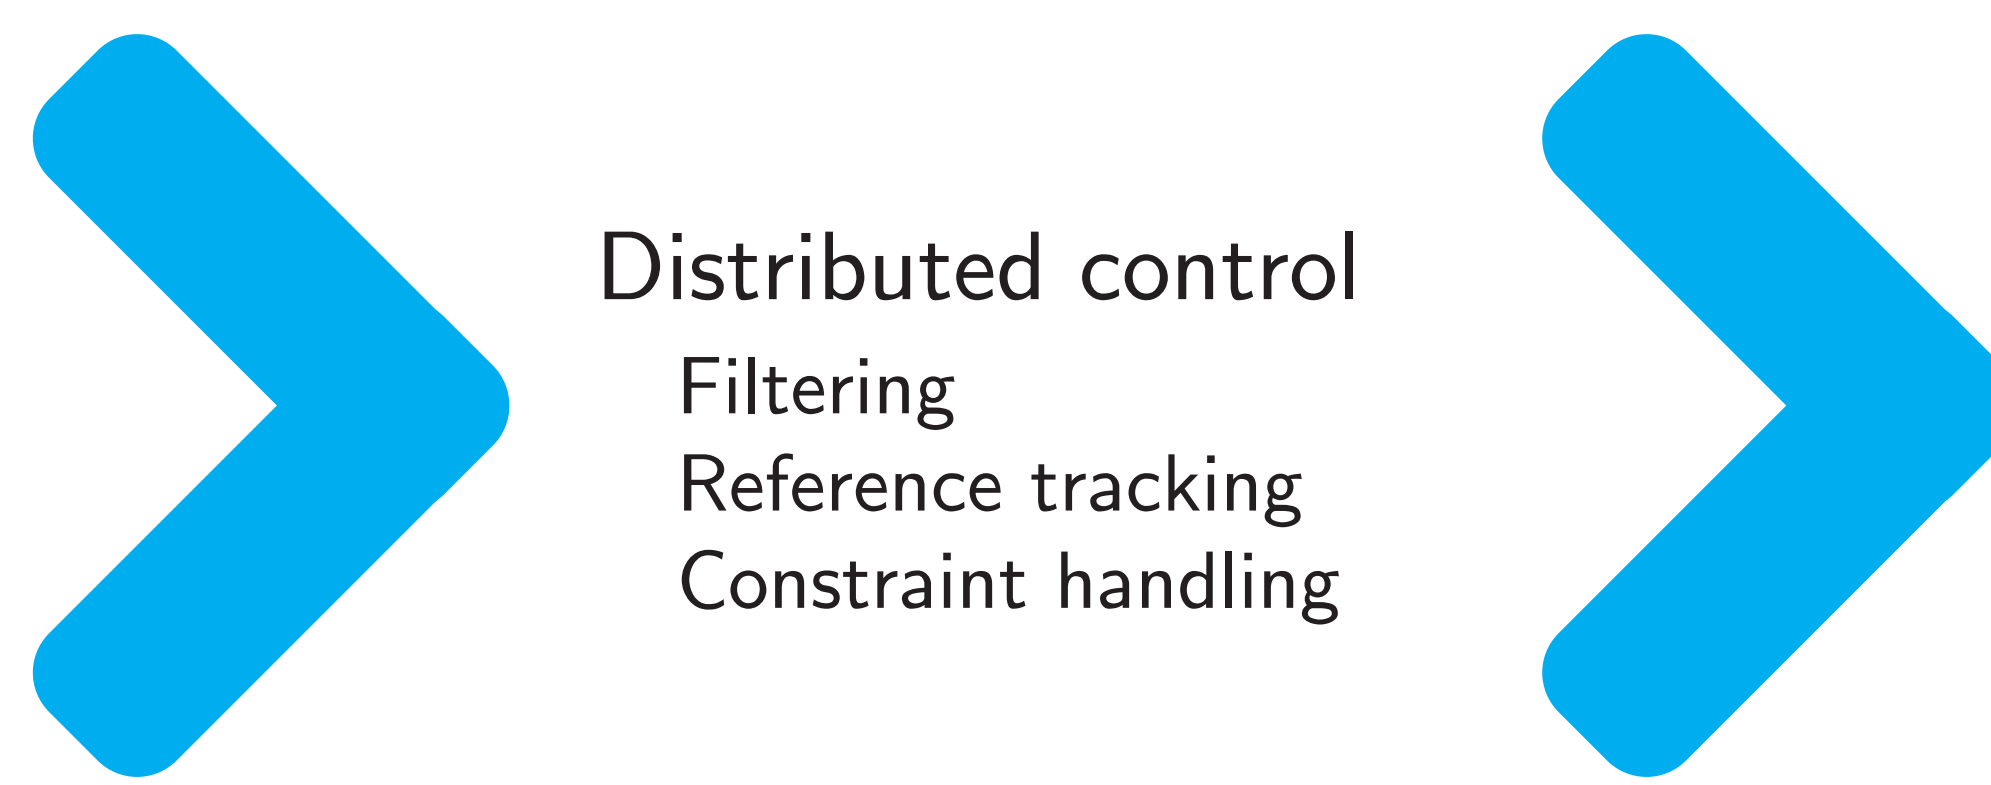 Distributed control
Filtering
Reference tracking
Constraint handling